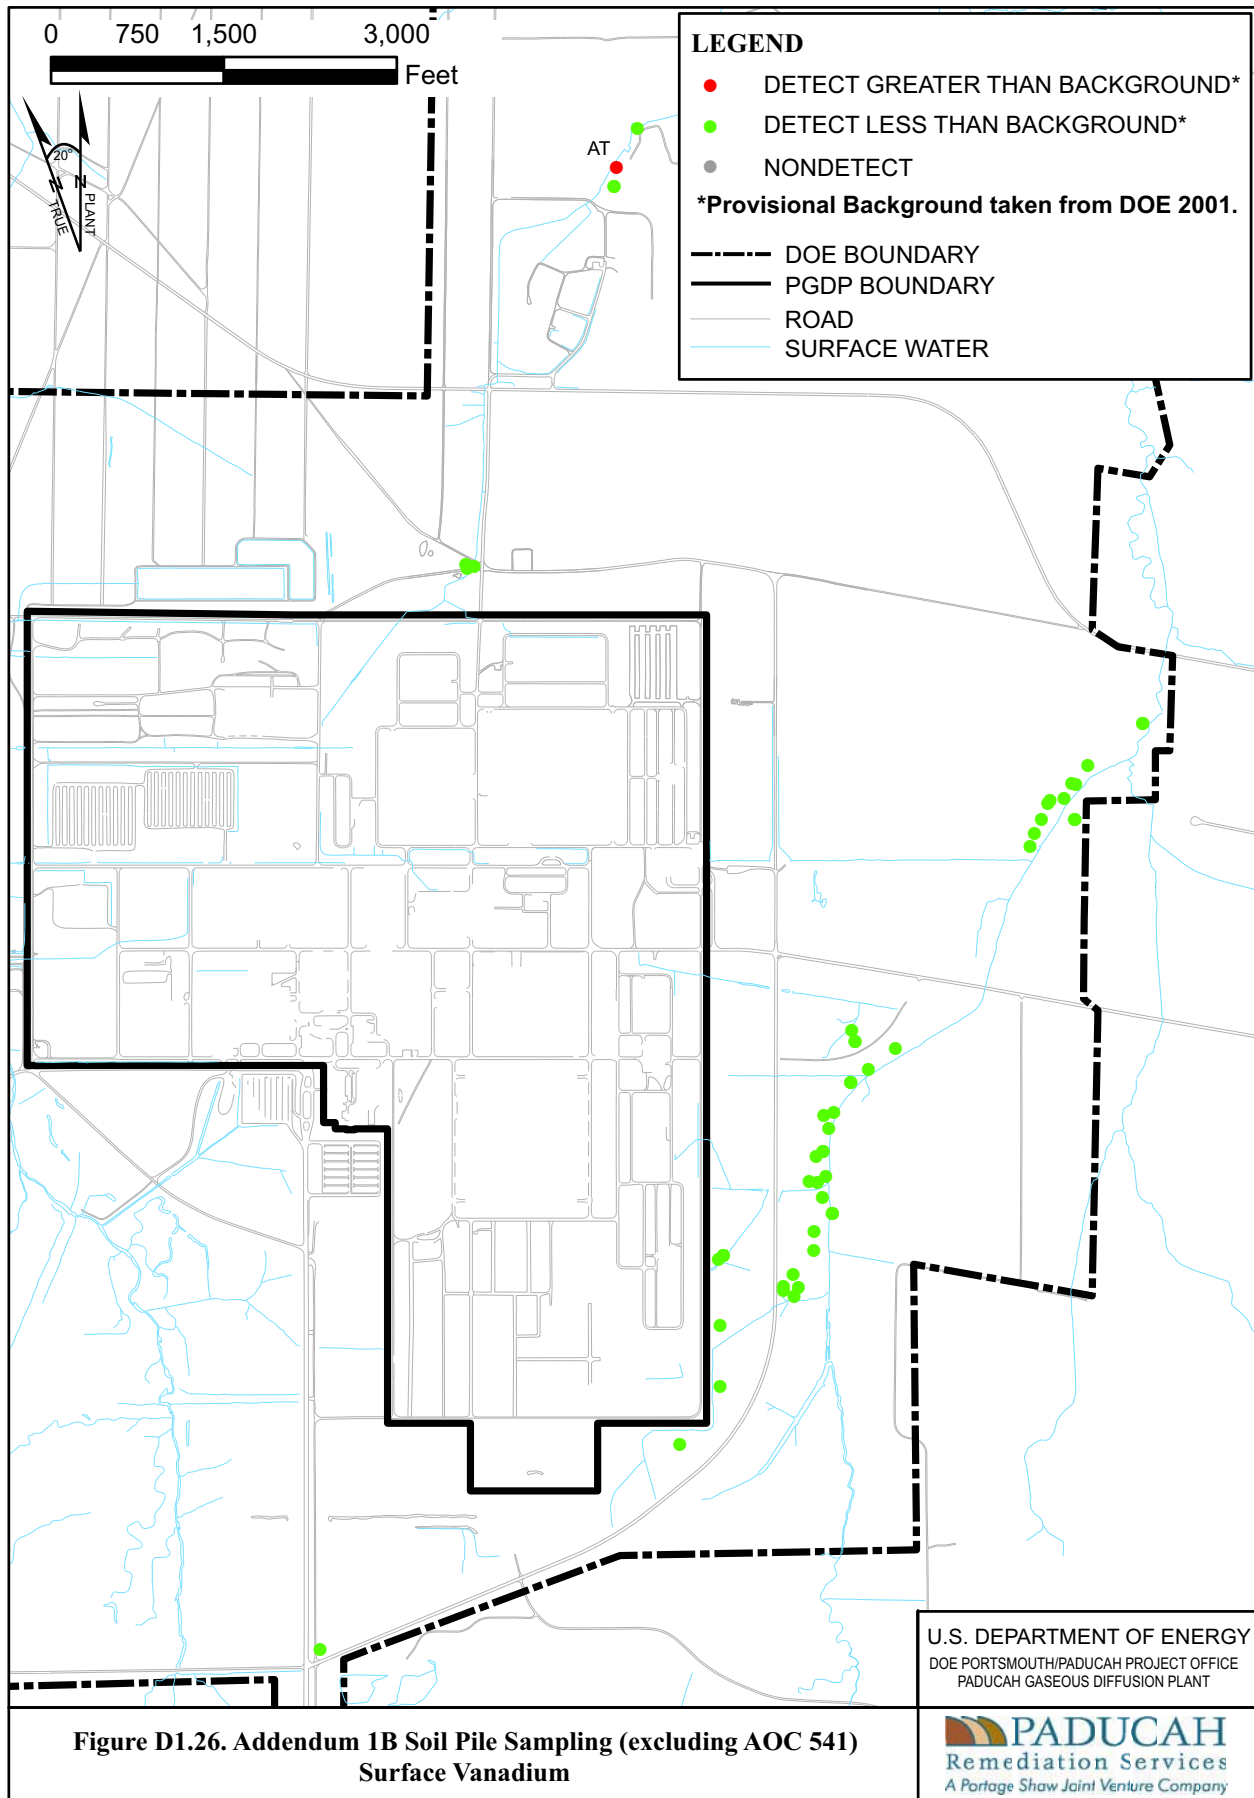 0 750 1,500 3,000
Feet
20°
N
TRUE
N
PLANT
AT
LEGEND
DETECT GREATER THAN BACKGROUND*
DETECT LESS THAN BACKGROUND*
NONDETECT
*Provisional Background taken from DOE 2001.
DOE BOUNDARY
PGDP BOUNDARY
ROAD
SURFACE WATER
U.S. DEPARTMENT OF ENERGY
DOE PORTSMOUTH/PADUCAH PROJECT OFFICE
PADUCAH GASEOUS DIFFUSION PLANT
Figure D1.26. Addendum 1B Soil Pile Sampling (excluding AOC 541)
Surface Vanadium
PADUCAH
Remediation Services
A Portage Shaw Joint Venture Company